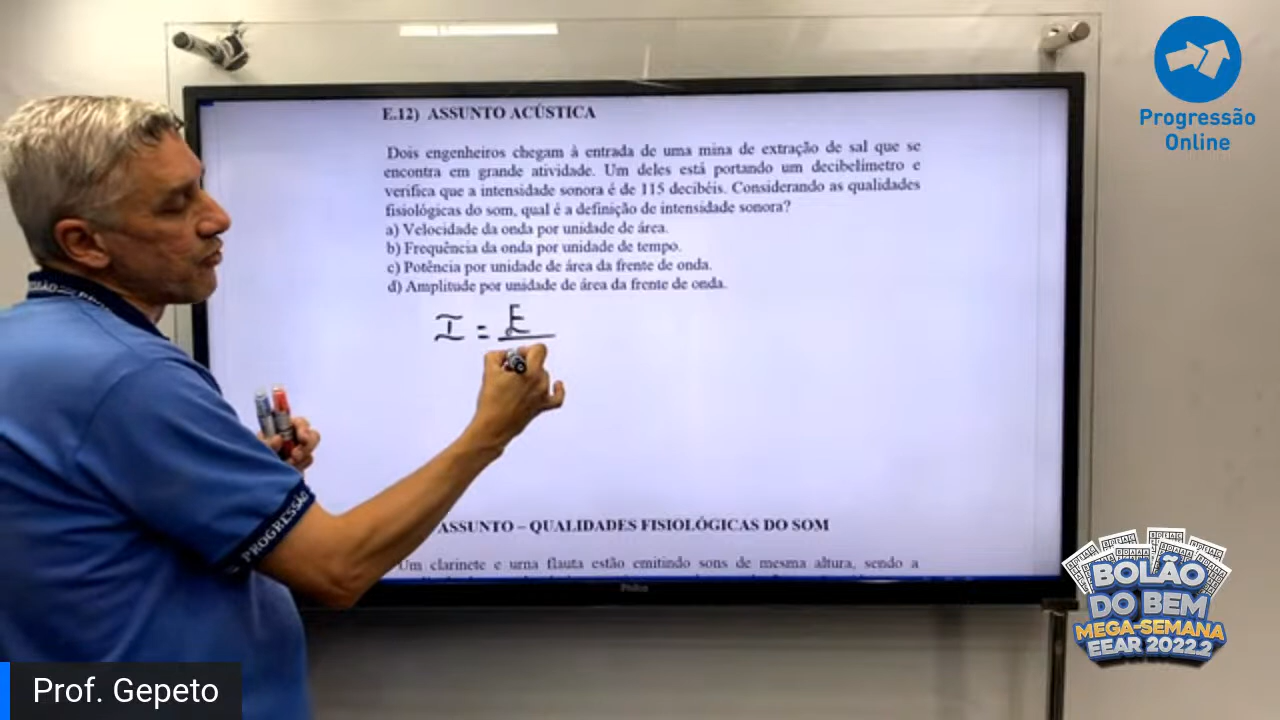 E.12) ASSUNTO ACÚSTICA
Dois engenheiros chegam à entrada de uma mina de extração de sal que se
encontra em grande atividade. Um deles está portando um decibelímetro e
verifica que a intensidade sonora é de 115 decibéis. Considerando as qualidades
fisiológicas do som, qual é a definição de intensidade sonora?
a) Velocidade da onda por unidade de área.
b) Frequência da onda por unidade de tempo.
c) Potência por unidade de área da frente de onda.
d) Amplitude por unidade de área da frente de onda.
I = E
ASSUNTO – QUALIDADES FISIOLÓGICAS DO SOM
Um clarinete e uma flauta estão emitindo sons de mesma altura, sendo a
Philco
PROGRESSÃO
Progressão
Online
BOLÃO
DO BEM
MEGA-SEMANA
EEAR 2022.2
Prof. Gepeto